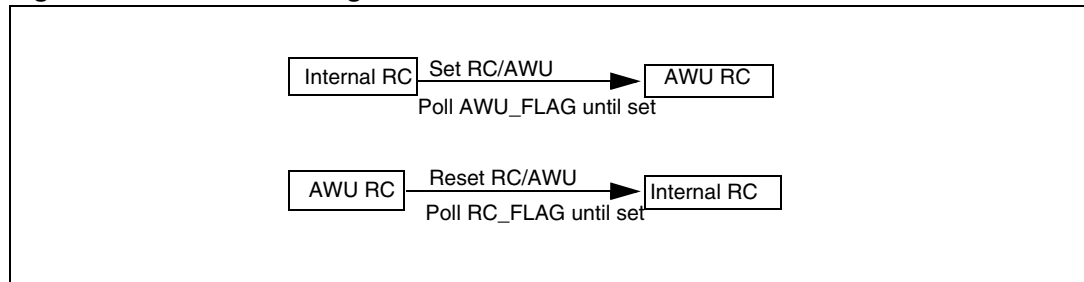 Internal RC
Set RC/AWU
AWU RC
Poll AWU_FLAG until set
AWU RC
Reset RC/AWU
Internal RC
Poll RC_FLAG until set